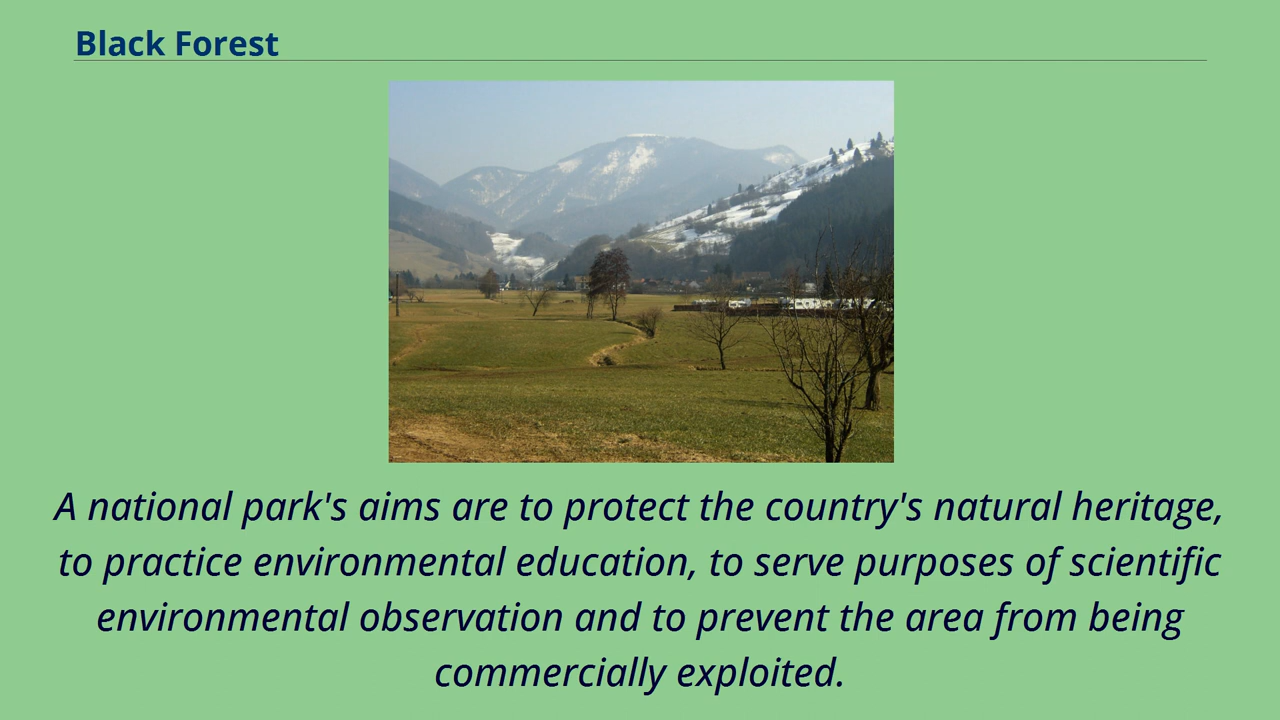 Black Forest
A national park's aims are to protect the country's natural heritage,
to practice environmental education, to serve purposes of scientific
environmental observation and to prevent the area from being
commercially exploited.